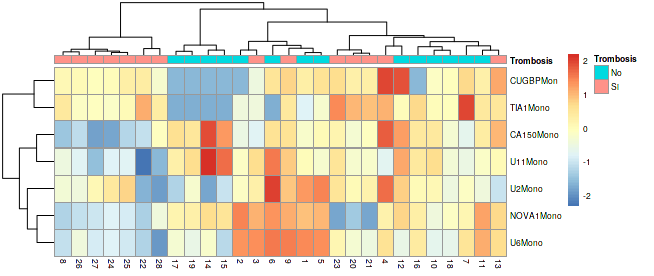 Trombosis
CUGBPMon
TIA1Mono
CA150Mono
U11Mono
U2Mono
NOVA1Mono
U6Mono
8 26 27 24 25 22 28 17 19 14 15 2 3 6 9 1 5 23 20 21 4 12 16 10 18 7 11 13
2
1
0
-1
-2
Trombosis
No
SI